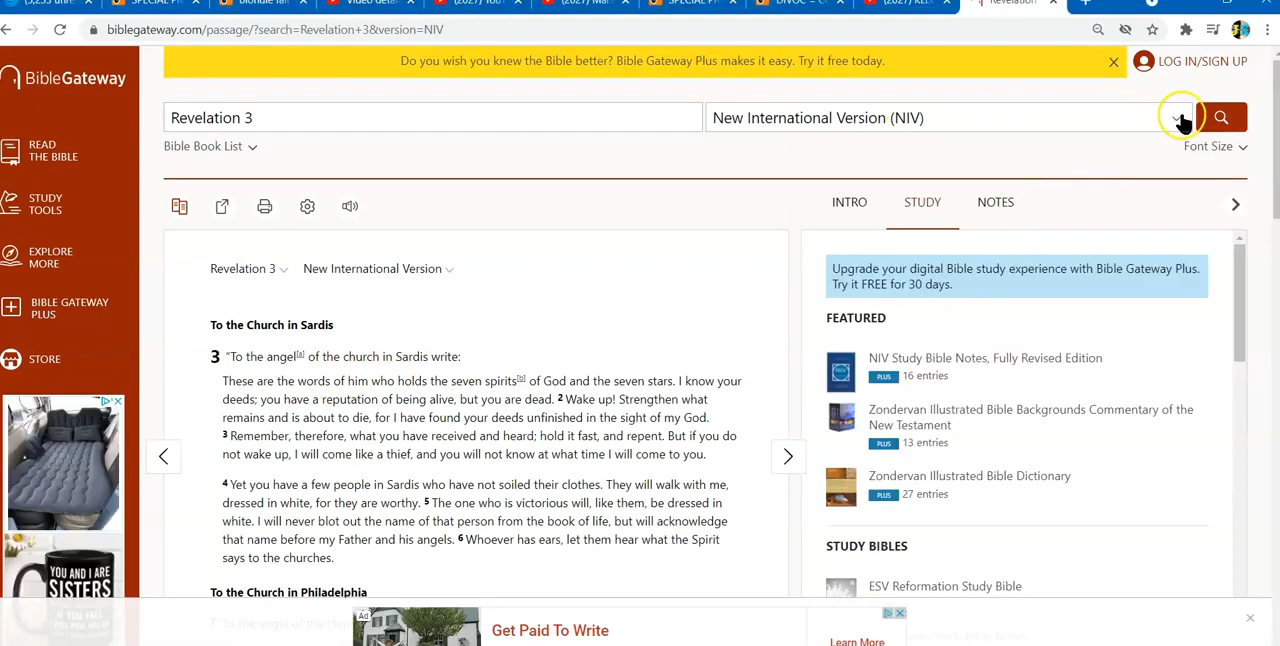 biblegateway.com/passage/?search=Revelation+3&version=NIV
BibleGateway
Do you wish you knew the Bible better? Bible Gateway Plus makes it easy. Try it free today.
LOG IN/SIGN UP
Revelation 3
New International Version (NIV)
Bible Book List
Font Size
READ
THE BIBLE
STUDY
TOOLS
EXPLORE
MORE
BIBLE GATEWAY
PLUS
STORE
INTRO
STUDY
NOTES
Revelation 3
New International Version
To the Church in Sardis
3 “To the angel[a] of the church in Sardis write:
These are the words of him who holds the seven spirits[b] of God and the seven stars. I know your
deeds; you have a reputation of being alive, but you are dead. 2 Wake up! Strengthen what
remains and is about to die, for I have found your deeds unfinished in the sight of my God.
3 Remember, therefore, what you have received and heard; hold it fast, and repent. But if you do
not wake up, I will come like a thief, and you will not know at what time I will come to you.
4 Yet you have a few people in Sardis who have not soiled their clothes. They will walk with me,
dressed in white, for they are worthy. 5 The one who is victorious will, like them, be dressed in
white. I will never blot out the name of that person from the book of life, but will acknowledge
that name before my Father and his angels. 6 Whoever has ears, let them hear what the Spirit
says to the churches.
To the Church in Philadelphia
Upgrade your digital Bible study experience with Bible Gateway Plus.
Try it FREE for 30 days.
FEATURED
NIV Study Bible Notes, Fully Revised Edition
PLUS 16 entries
Zondervan Illustrated Bible Backgrounds Commentary of the
New Testament
PLUS 13 entries
Zondervan Illustrated Bible Dictionary
PLUS 27 entries
STUDY BIBLES
ESV Reformation Study Bible
YOU AND I ARE
SISTERS
Ad
Get Paid To Write
Learn More